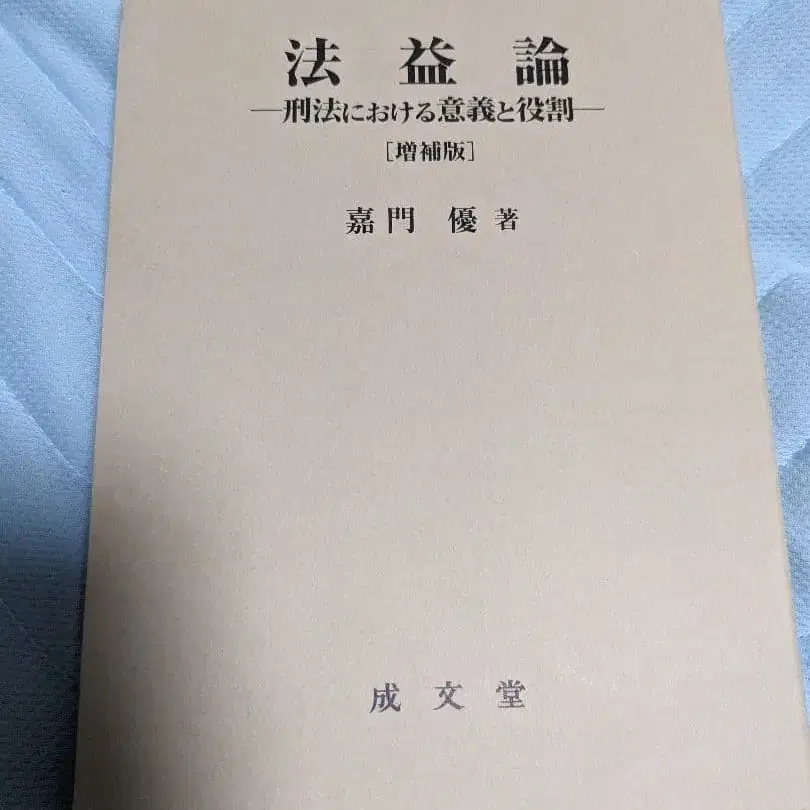 法益論
―刑法における意義と役割―
［増補版］
嘉門 優 著
成文堂